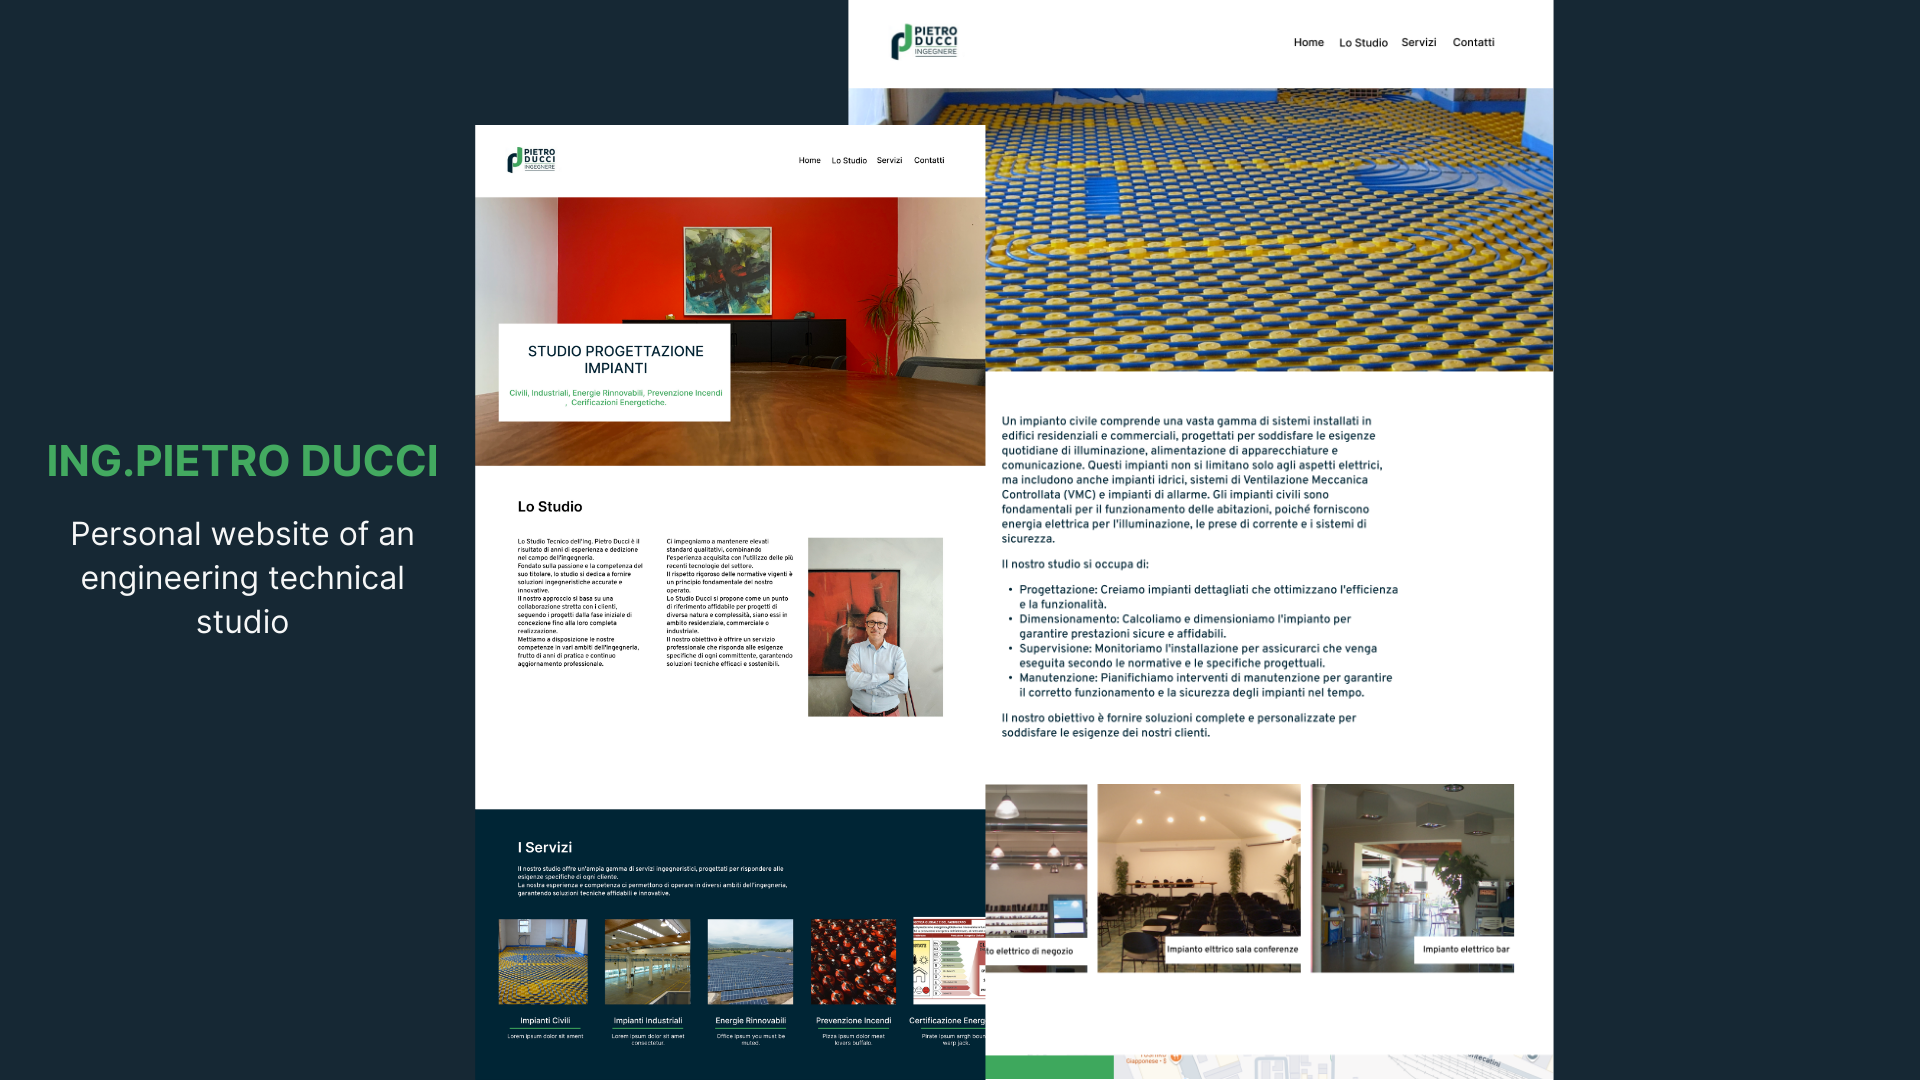 ING.PIETRO DUCCI
Personal website of an
engineering technical
studio
PIETRO
DUCCI
INGEGNERE
Home
Lo Studio
Servizi
Contatti
STUDIO PROGETTAZIONE
IMPIANTI
Civili, Industriali, Energie Rinnovabili, Prevenzione Incendi
, Cerificazioni Energetiche.
Lo Studio
Lo Studio Tecnico dell'Ing. Pietro Ducci è il
risultato di anni di esperienza e dedizione
nel campo dell'ingegneria.
Fondato sulla passione e la competenza del
suo titolare, lo studio si dedica a fornire
soluzioni ingegneristiche accurate e
innovative.
Il nostro approccio si basa su una
collaborazione stretta con i clienti,
seguendo i progetti dalla fase iniziale di
concezione fino alla loro completa
realizzazione.
Mettiamo a disposizione le nostre
competenze in vari ambiti dell'ingegneria,
frutto di anni di pratica e continuo
aggiornamento professionale.
Ci impegniamo a mantenere elevati
standard qualitativi, combinando
l'esperienza acquisita con l'utilizzo delle più
recenti tecnologie del settore.
Il rispetto rigoroso delle normative vigenti è
un principio fondamentale del nostro
operato.
Lo Studio Ducci si propone come un punto
di riferimento affidabile per progetti di
diversa natura e complessità, siano essi in
ambito residenziale, commerciale o
industriale.
Il nostro obiettivo è offrire un servizio
professionale che risponda alle esigenze
specifiche di ogni committente, garantendo
soluzioni tecniche efficaci e sostenibili.
I Servizi
Il nostro studio offre un'ampia gamma di servizi ingegneristici, progettati per rispondere alle
esigenze specifiche di ogni cliente.
La nostra esperienza e competenza ci permettono di operare in diversi ambiti dell'ingegneria,
garantendo soluzioni tecniche affidabili e innovative.
Impianti Civili
Lorem ipsum dolor sit ament
Impianti Industriali
Lorem ipsum dolor sit amet
consectetur.
Energie Rinnovabili
Office ipsum you must be
muted.
Prevenzione Incendi
Pizza ipsum dolor meat
lovers buffalo.
Certificazione Energ
Pirate ipsum arrgh boun
warp jack.
PIETRO
DUCCI
INGEGNERE
Home
Lo Studio
Servizi
Contatti
Un impianto civile comprende una vasta gamma di sistemi installati in
edifici residenziali e commerciali, progettati per soddisfare le esigenze
quotidiane di illuminazione, alimentazione di apparecchiature e
comunicazione. Questi impianti non si limitano solo agli aspetti elettrici,
ma includono anche impianti idrici, sistemi di Ventilazione Meccanica
Controllata (VMC) e impianti di allarme. Gli impianti civili sono
fondamentali per il funzionamento delle abitazioni, poiché forniscono
energia elettrica per l'illuminazione, le prese di corrente e i sistemi di
sicurezza.
Il nostro studio si occupa di:
• Progettazione: Creiamo impianti dettagliati che ottimizzano l'efficienza
e la funzionalità.
• Dimensionamento: Calcoliamo e dimensioniamo l'impianto per
garantire prestazioni sicure e affidabili.
• Supervisione: Monitoriamo l'installazione per assicurarci che venga
eseguita secondo le normative e le specifiche progettuali.
• Manutenzione: Pianifichiamo interventi di manutenzione per garantire
il corretto funzionamento e la sicurezza degli impianti nel tempo.
Il nostro obiettivo è fornire soluzioni complete e personalizzate per
soddisfare le esigenze dei nostri clienti.
to elettrico di negozio
Impianto elttrico sala conferenze
Impianto elettrico bar
Giapponese